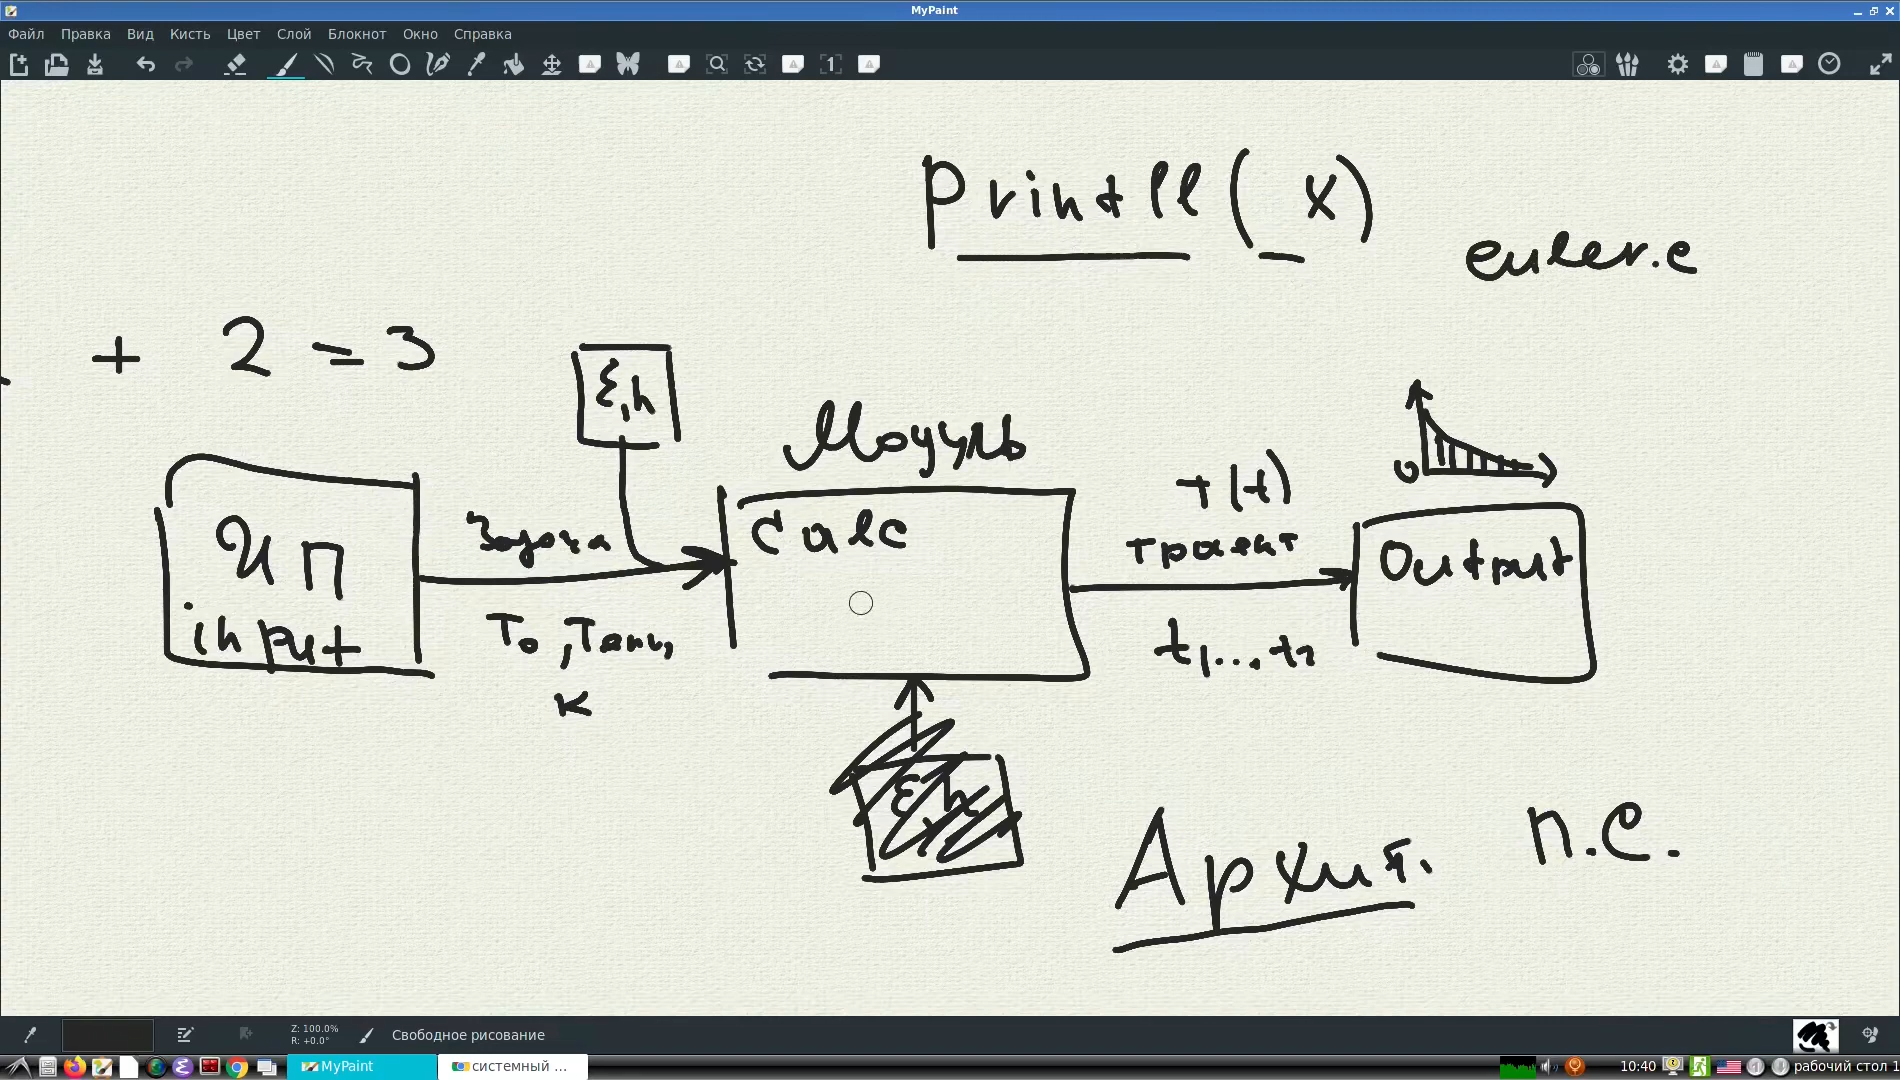 MyPaint
Файл Правка Вид Кисть Цвет Слой Блокнот Окно Справка
Printll( x)
euler.c
+ 2 = 3
ξ,h
Модуль
T(t)
0
ИП
input
Задача
Calc
траект
Output
T0, Tокр,
t1,...,tn
к
ε, h
Архит.
п.с.
Z: 100.0%
R: +0.0°
Свободное рисование
MyPaint
системный ...
10:40
рабочий стол 1